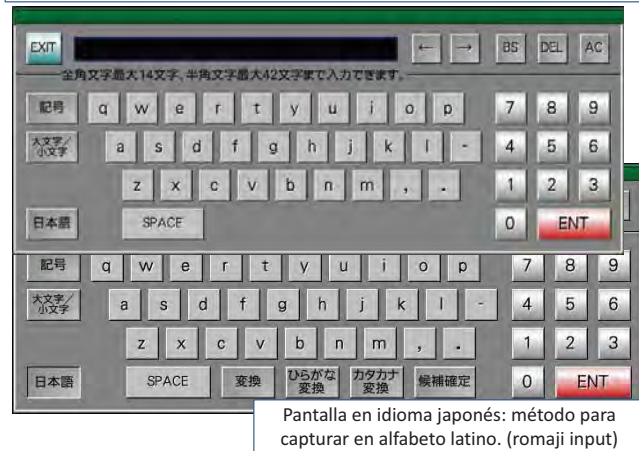 EXIT ← → BS DEL AC
全角文字最大14文字、半角文字最大42文字まで入力できます。
記号 q w e r t y u i o p 7 8 9
大文字/小文字 a s d f g h j k l - 4 5 6
z x c v b n m , . 1 2 3
日本語 SPACE 0 ENT
記号 q w e r t y u i o p 7 8 9
大文字/小文字 a s d f g h j k l - 4 5 6
z x c v b n m , . 1 2 3
日本語 SPACE 変換 ひらがな変換 カタカナ変換 候補確定 0 ENT
Pantalla en idioma japonés: método para
capturar en alfabeto latino. (romaji input)